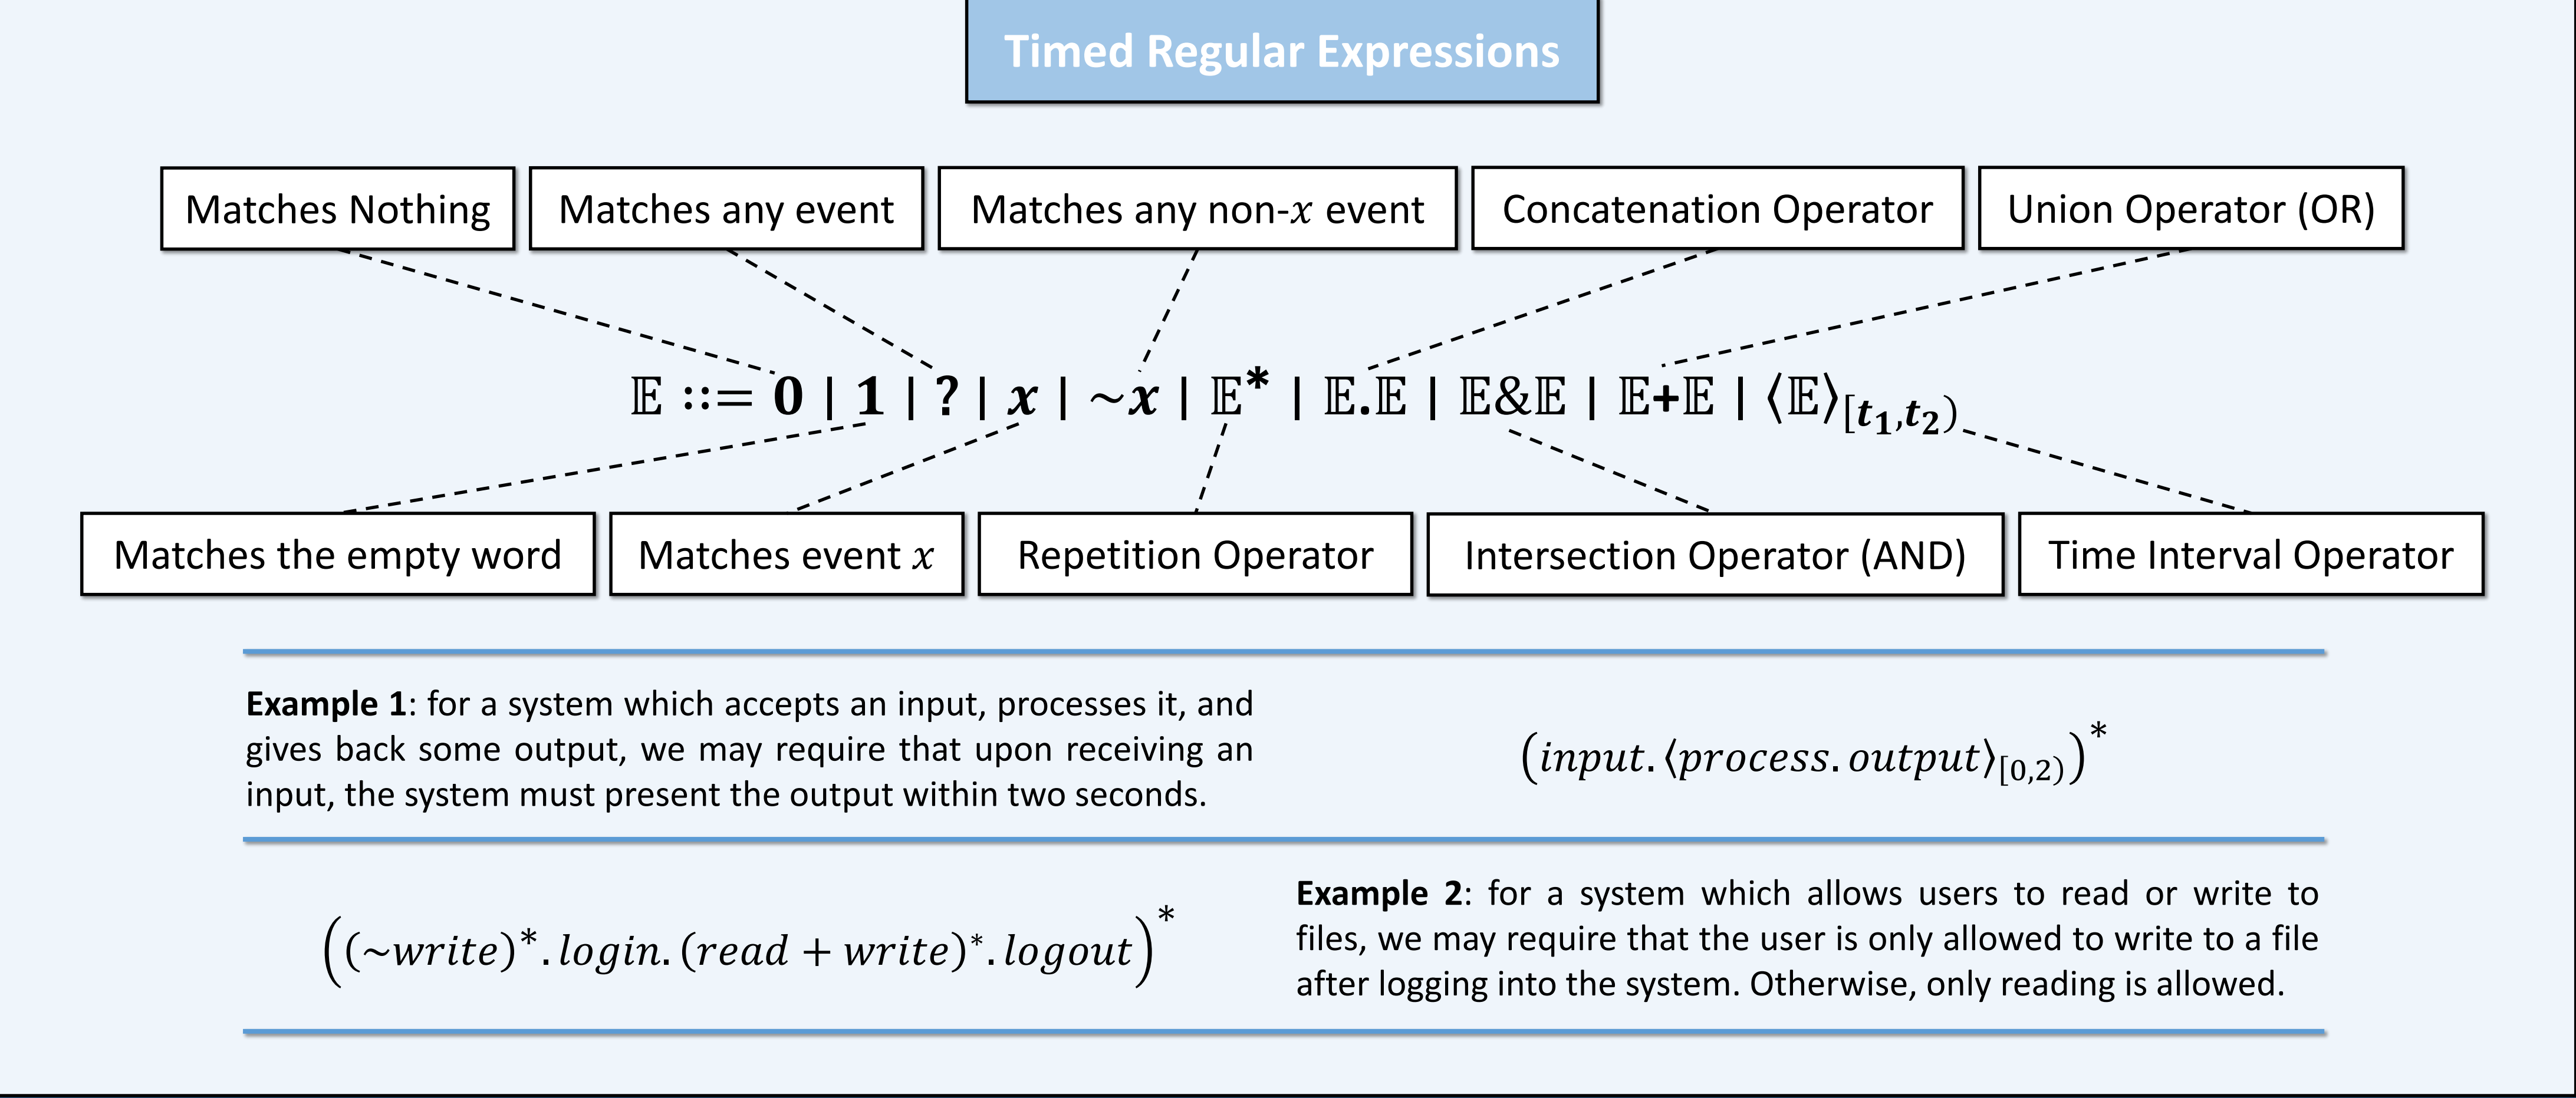 Timed Regular Expressions
Matches Nothing
Matches any event
Matches any non-x event
Concatenation Operator
Union Operator (OR)
𝔼 ::= 0 | 1 | ? | x | ~x | 𝔼* | 𝔼.𝔼 | 𝔼&𝔼 | 𝔼+𝔼 | ⟨𝔼⟩[t₁,t₂)
Matches the empty word
Matches event x
Repetition Operator
Intersection Operator (AND)
Time Interval Operator
Example 1: for a system which accepts an input, processes it, and
gives back some output, we may require that upon receiving an
input, the system must present the output within two seconds.
(input.⟨process.output⟩[0,2))*
((~write)*.login.(read + write)*.logout)*
Example 2: for a system which allows users to read or write to
files, we may require that the user is only allowed to write to a file
after logging into the system. Otherwise, only reading is allowed.